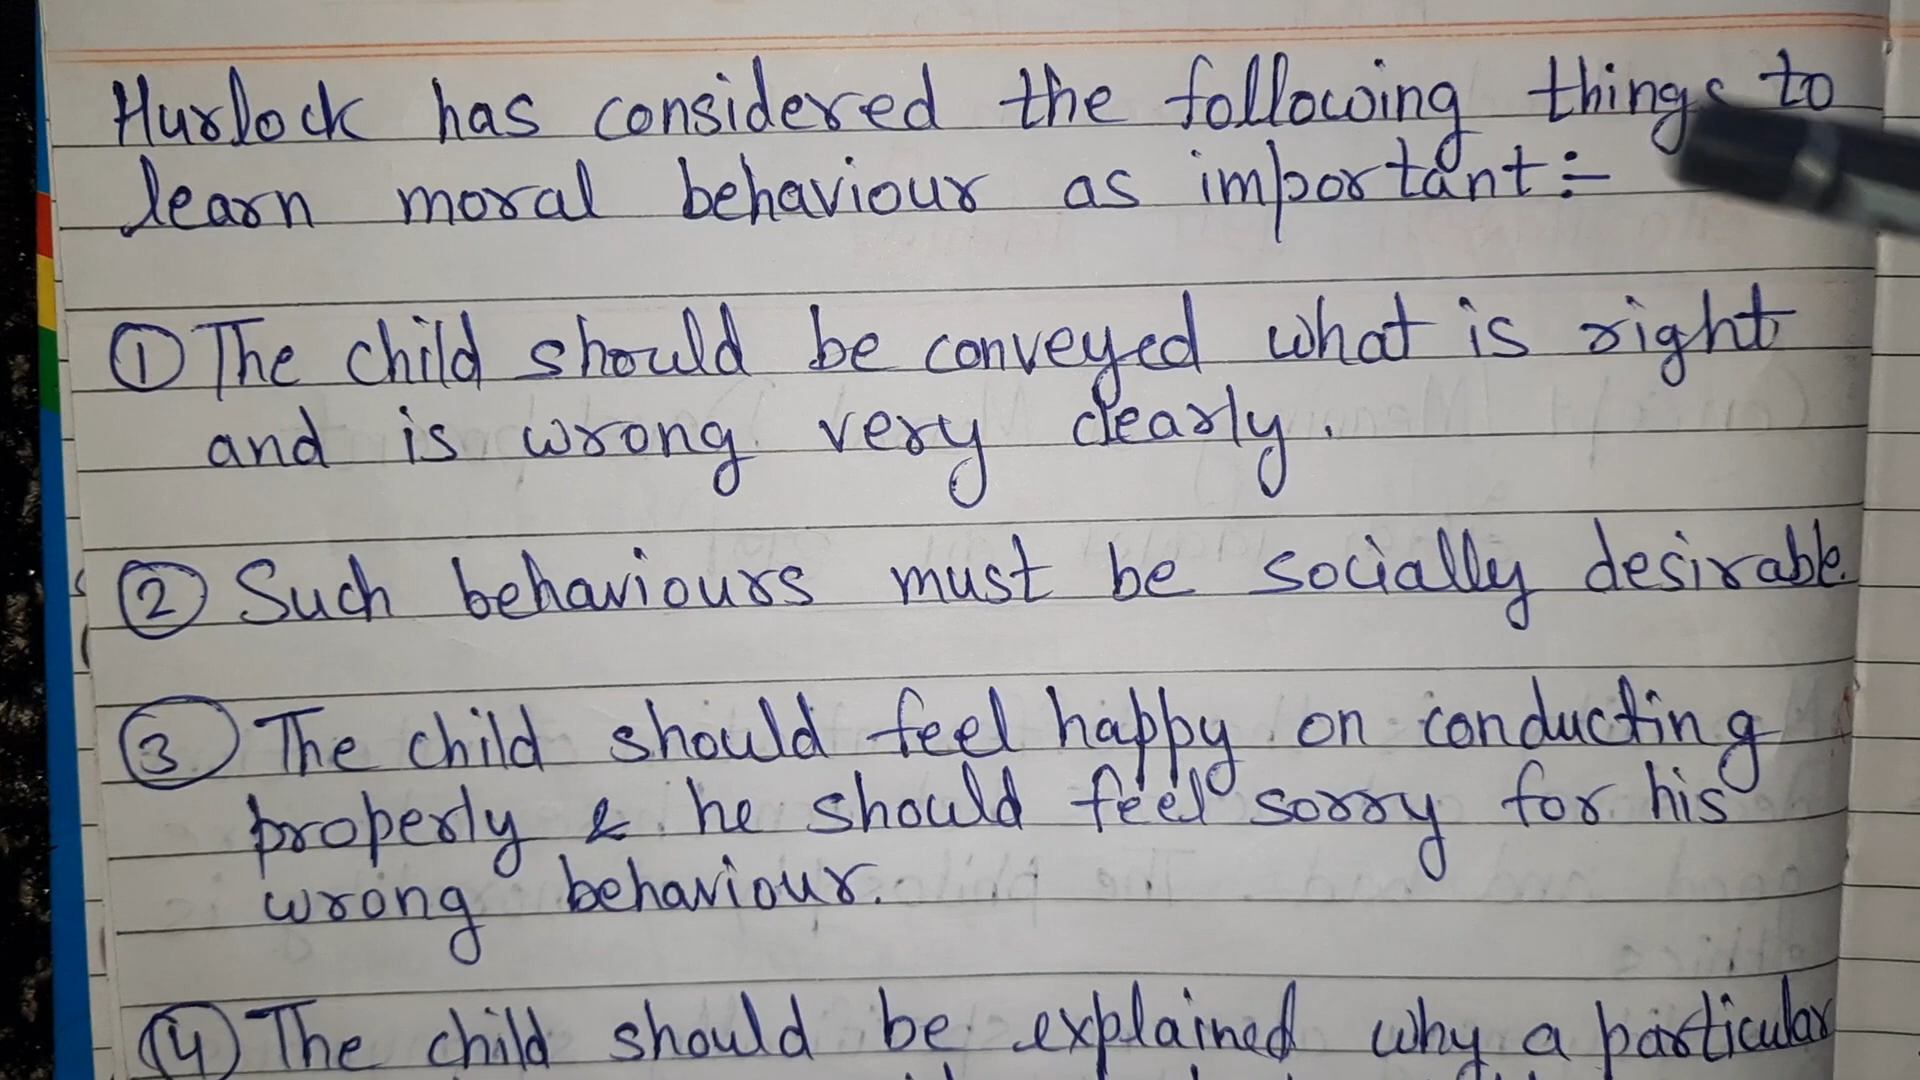 Hurlock has considered the following things to
learn moral behaviour as important :-
① The child should be conveyed what is right
and is wrong very clearly.
② Such behaviours must be socially desirable.
③ The child should feel happy on conducting
properly & he should feel sorry for his
wrong behaviour.
④ The child should be explained why a particular